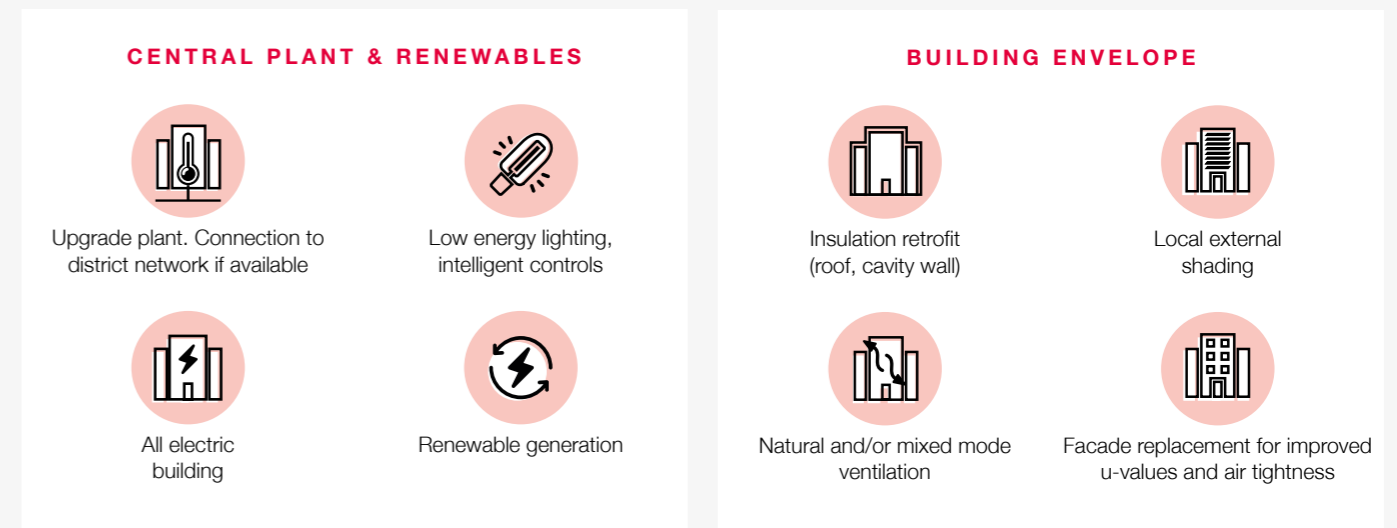 CENTRAL PLANT & RENEWABLES
Upgrade plant. Connection to
district network if available
Low energy lighting,
intelligent controls
All electric
building
Renewable generation
BUILDING ENVELOPE
Insulation retrofit
(roof, cavity wall)
Local external
shading
Natural and/or mixed mode
ventilation
Facade replacement for improved
u-values and air tightness